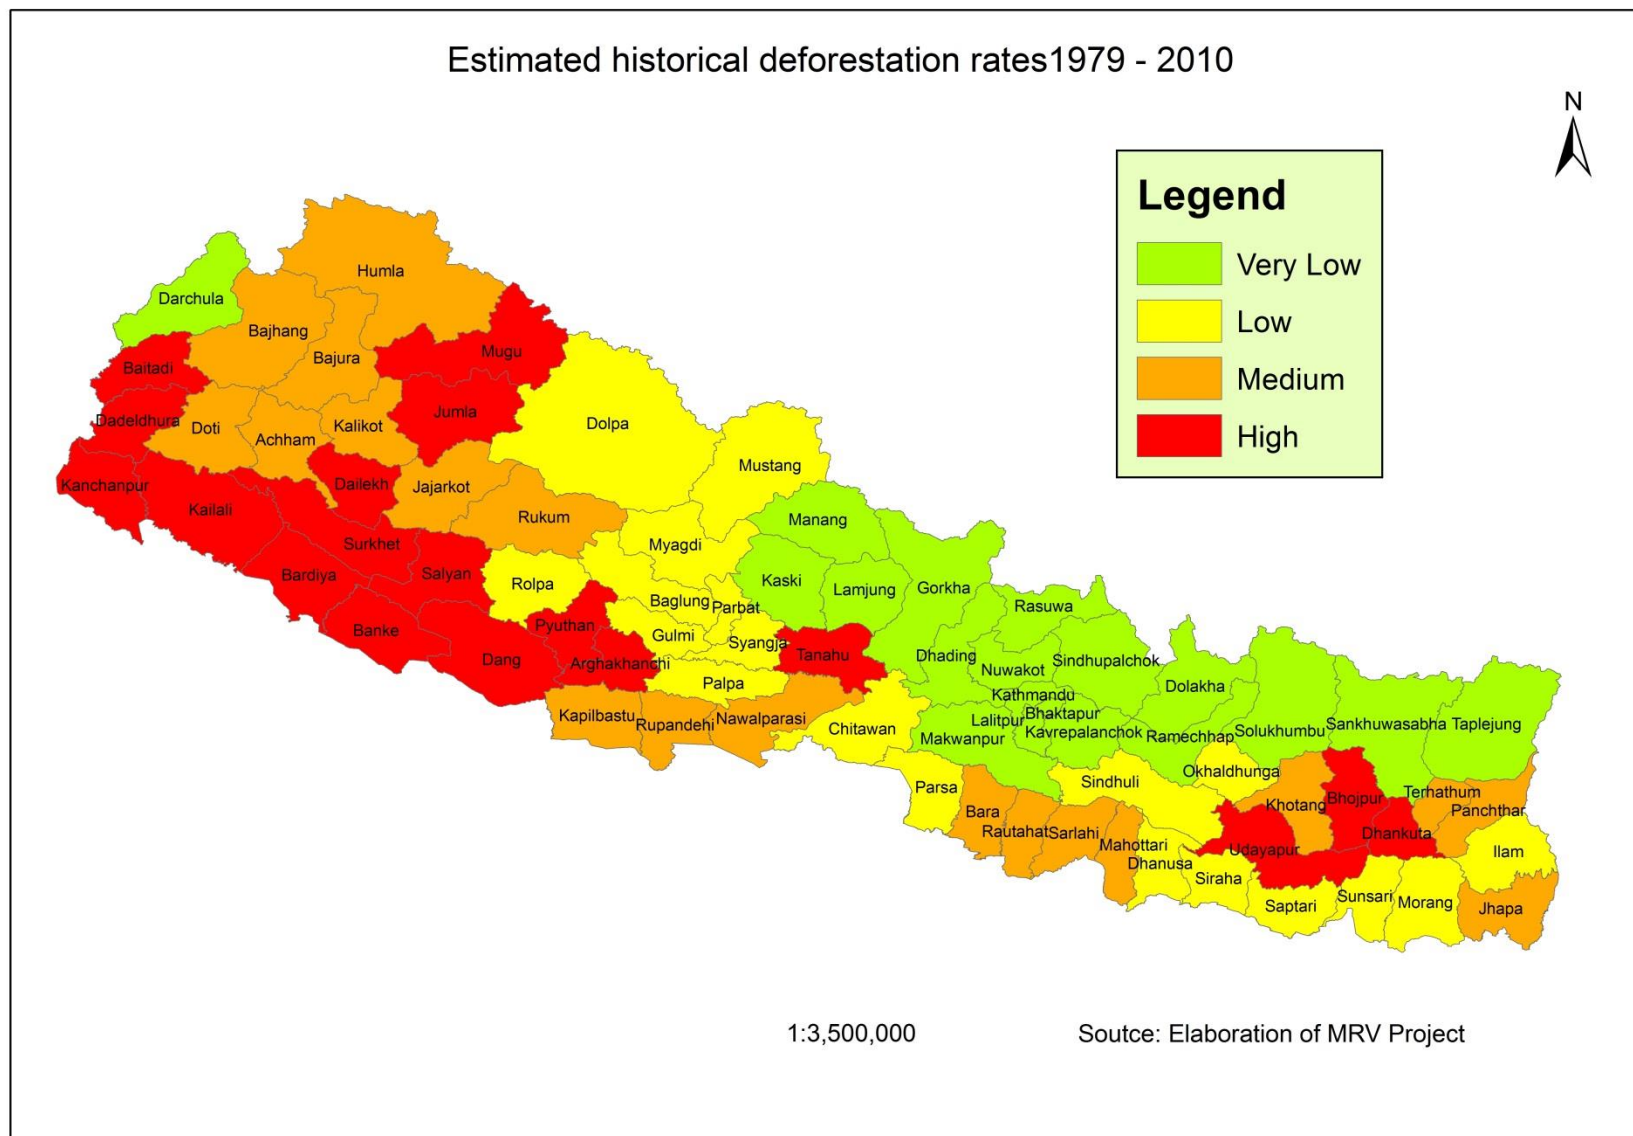 Estimated historical deforestation rates1979 - 2010
N
Legend
Very Low
Low
Medium
High
Humla
Darchula
Bajhang
Mugu
Bajura
Baitadi
Jumla
Dadeldhura
Doti
Kalikot
Achham
Dolpa
Mustang
Kanchanpur
Dailekh
Jajarkot
Kailali
Rukum
Manang
Surkhet
Myagdi
Bardiya
Salyan
Rolpa
Kaski
Lamjung
Gorkha
Baglung
Parbat
Rasuwa
Banke
Pyuthan
Gulmi
Syangja
Dang
Arghakhanchi
Tanahu
Dhading
Nuwakot
Sindhupalchok
Palpa
Dolakha
Kathmandu
Kapilbastu
Rupandehi
Nawalparasi
Chitawan
Lalitpur
Bhaktapur
Makwanpur
Kavrepalanchok
Ramechhap
Solukhumbu
Sankhuwasabha
Taplejung
Okhaldhunga
Parsa
Sindhuli
Bara
Khotang
Bhojpur
Terhathum
Panchthar
Rautahat
Sarlahi
Mahottari
Dhanusa
Udayapur
Dhankuta
Ilam
Siraha
Saptari
Sunsari
Morang
Jhapa
1:3,500,000
Soutce: Elaboration of MRV Project